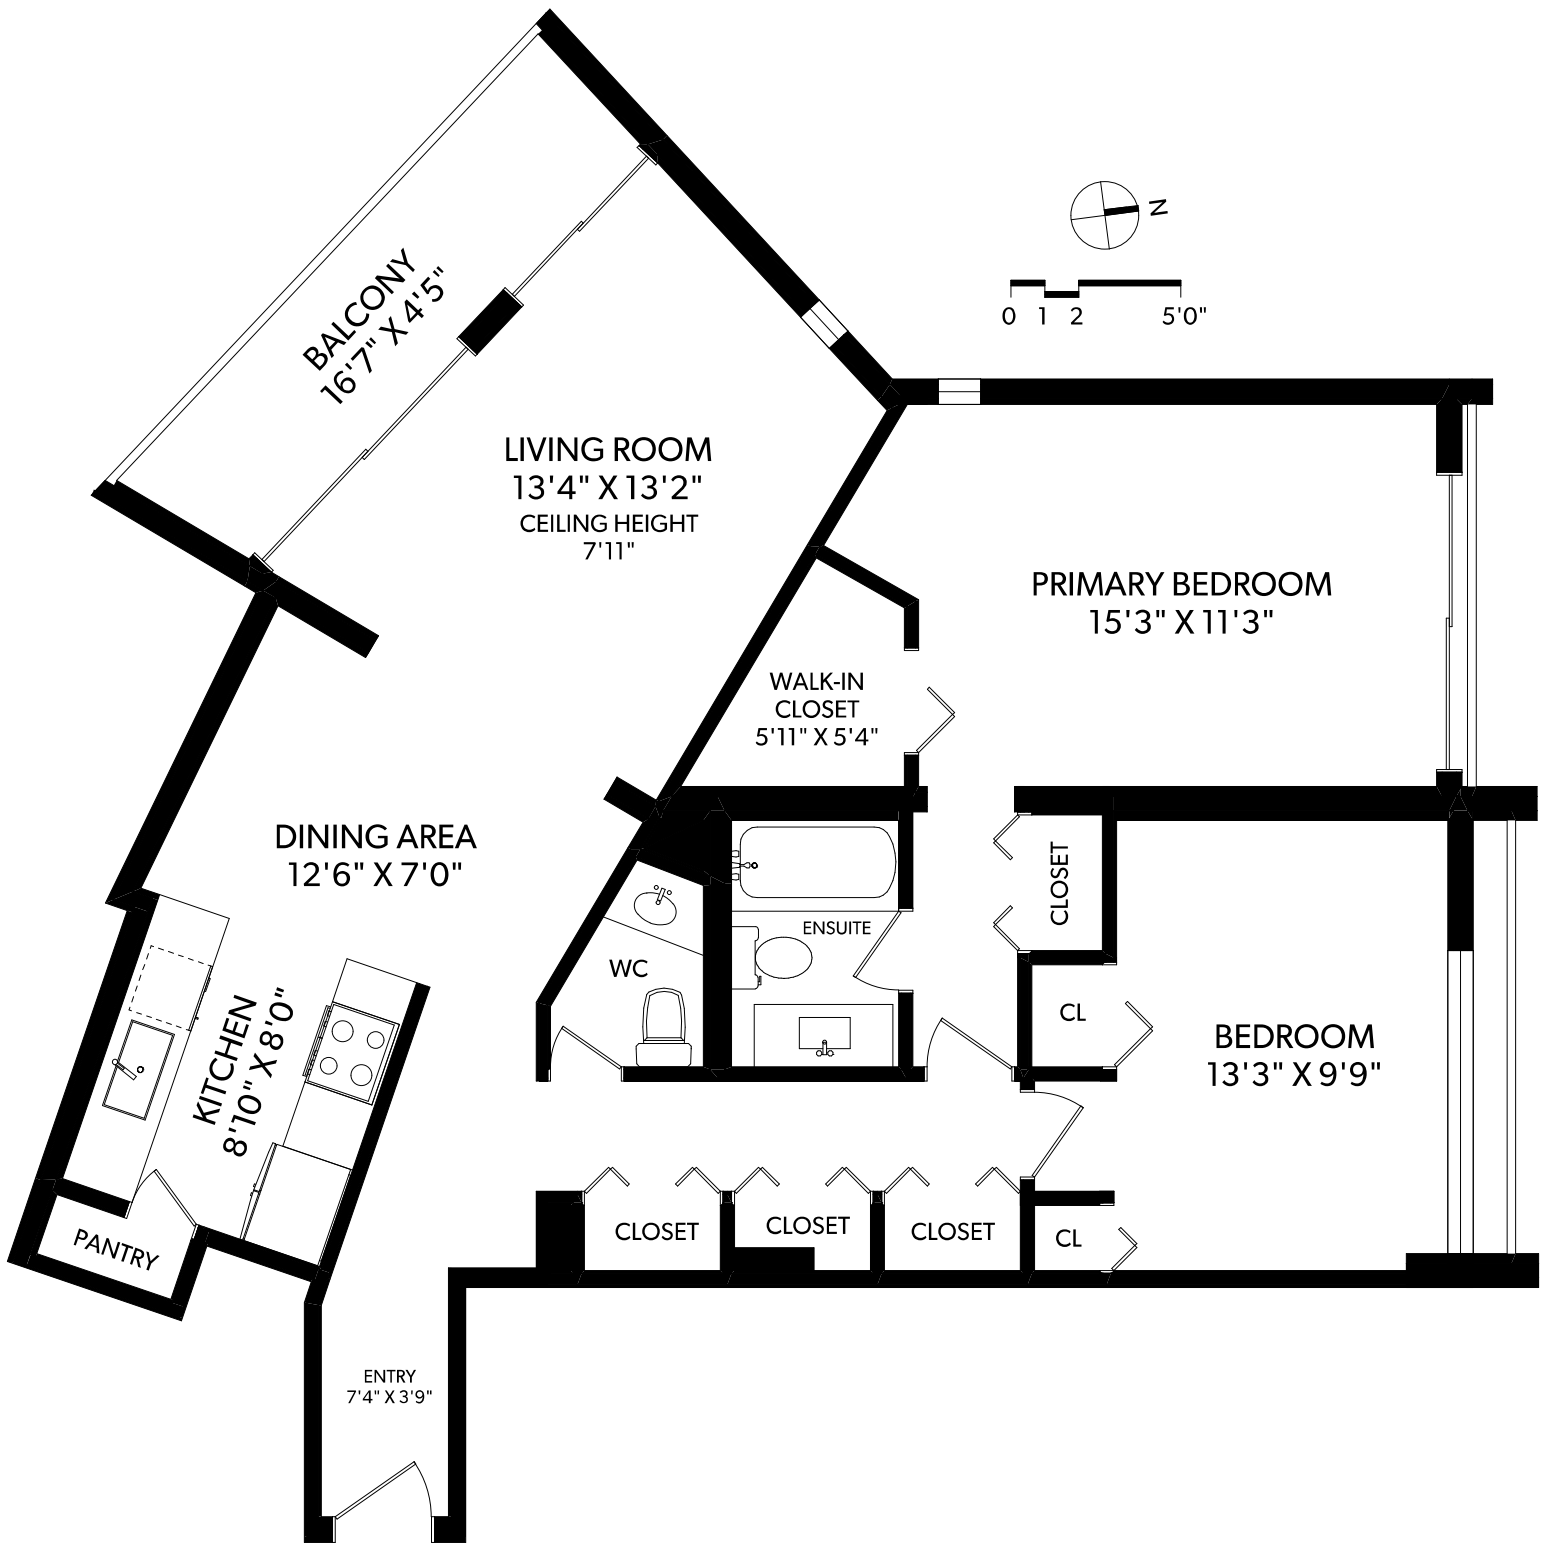 N
0 1 2 5'0"
BALCONY
16'7" X 4'5"
LIVING ROOM
13'4" X 13'2"
CEILING HEIGHT
7'11"
PRIMARY BEDROOM
15'3" X 11'3"
WALK-IN
CLOSET
5'11" X 5'4"
DINING AREA
12'6" X 7'0"
CLOSET
ENSUITE
WC
CL
KITCHEN
8'10" X 8'0"
BEDROOM
13'3" X 9'9"
PANTRY
CLOSET
CLOSET
CLOSET
CL
ENTRY
7'4" X 3'9"